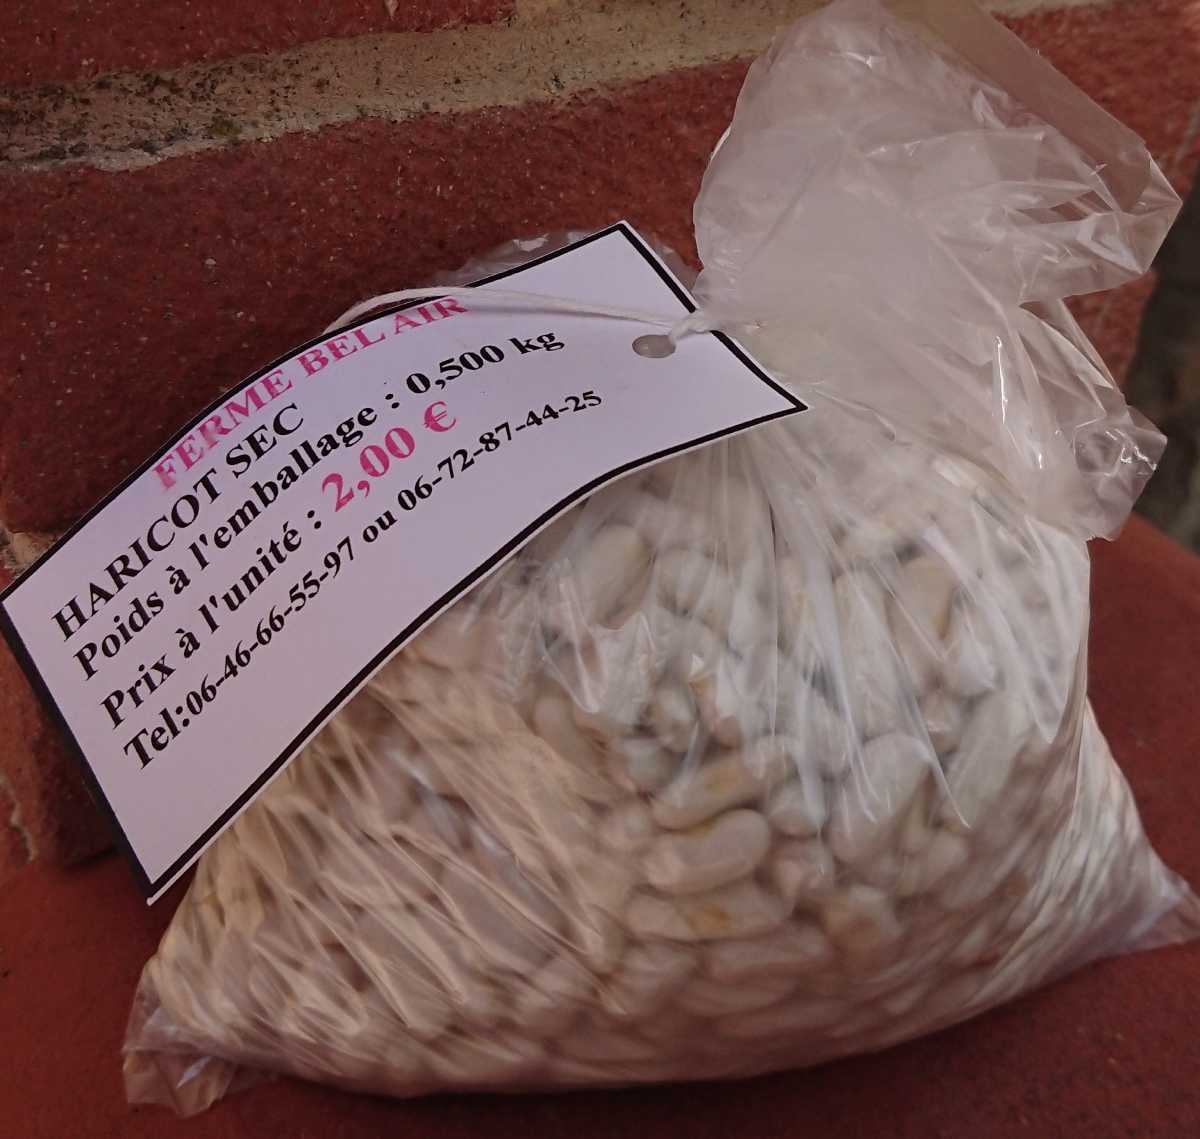 FERME BEL AIR
HARICOT SEC
Poids à l'emballage : 0,500 kg
Prix à l'unité : 2,00 €
Tel:06-46-66-55-97 ou 06-72-87-44-25